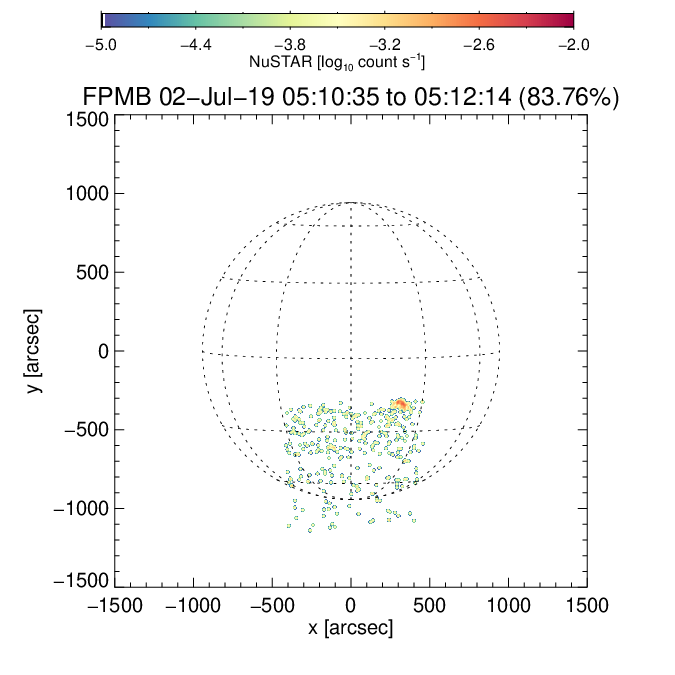 −5.0 −4.4 −3.8 −3.2 −2.6 −2.0
NuSTAR [log₁₀ count s⁻¹]
FPMB 02−Jul−19 05:10:35 to 05:12:14 (83.76%)
1500
1000
500
0
−500
−1000
−1500
y [arcsec]
−1500 −1000 −500 0 500 1000 1500
x [arcsec]